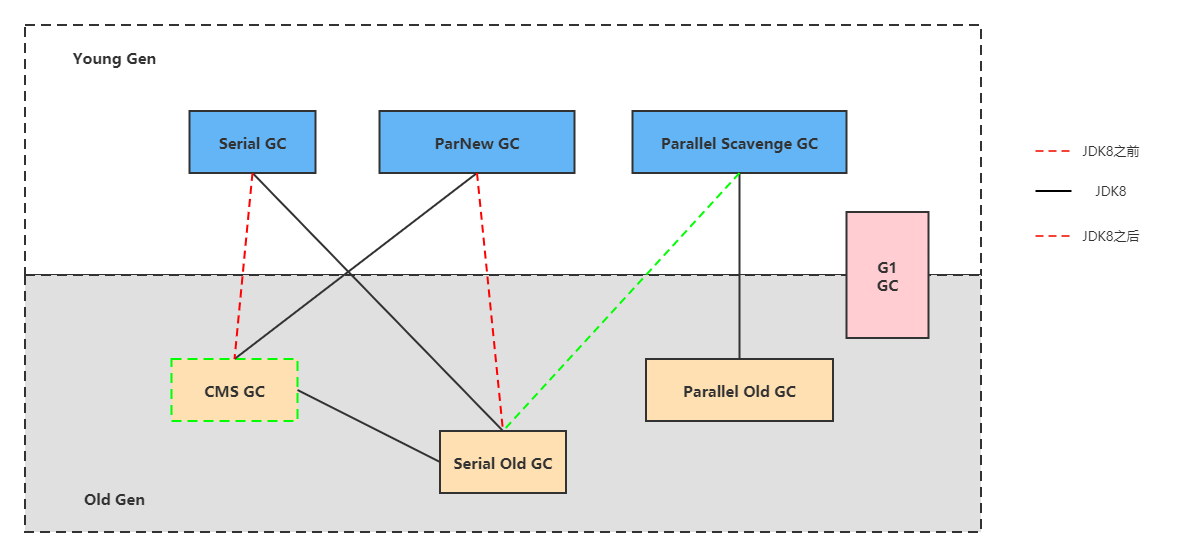 Young Gen
Serial GC
ParNew GC
Parallel Scavenge GC
JDK8之前
JDK8
JDK8之后
G1
GC
CMS GC
Parallel Old GC
Serial Old GC
Old Gen